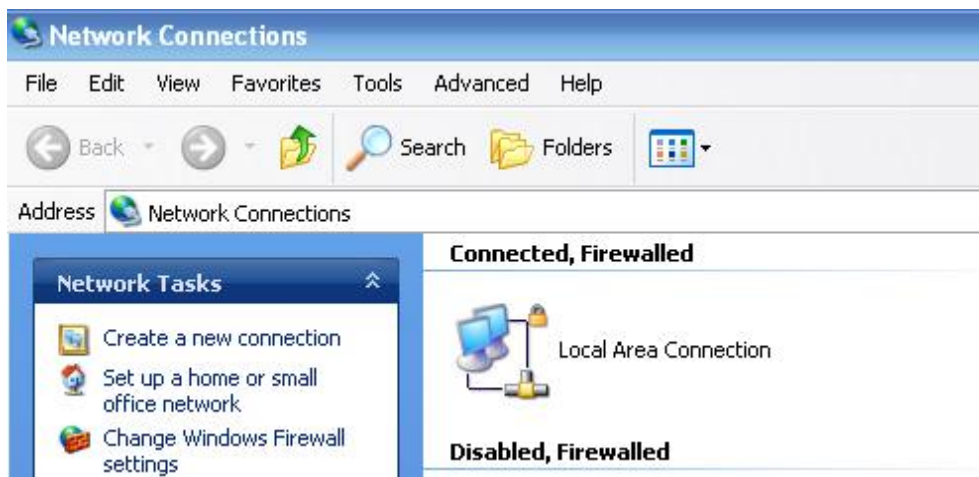 Network Connections
File Edit View Favorites Tools Advanced Help
Back Search Folders
Address Network Connections
Network Tasks
Create a new connection
Set up a home or small
office network
Change Windows Firewall
settings
Connected, Firewalled
Local Area Connection
Disabled, Firewalled